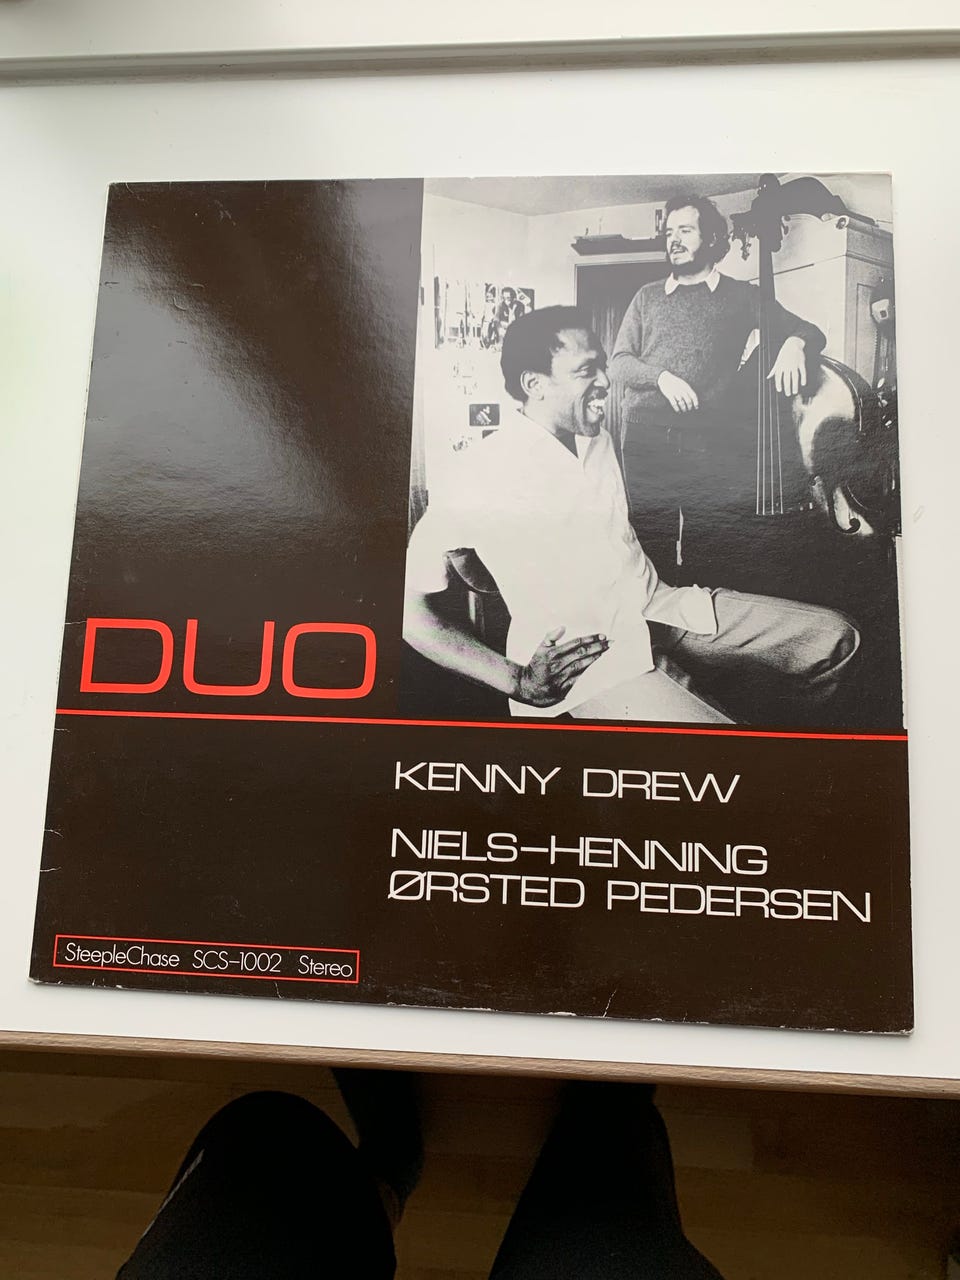 DUO
KENNY DREW
NIELS-HENNING
ØRSTED PEDERSEN
SteepleChase SCS-1002 Stereo